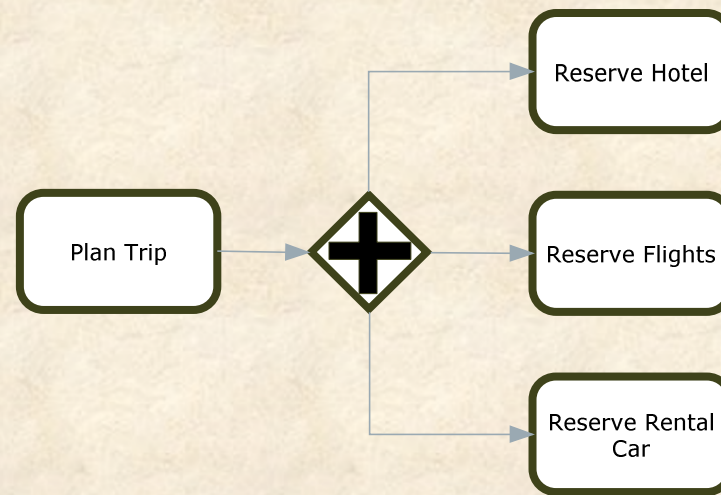 Reserve Hotel
Plan Trip
Reserve Flights
Reserve Rental
Car